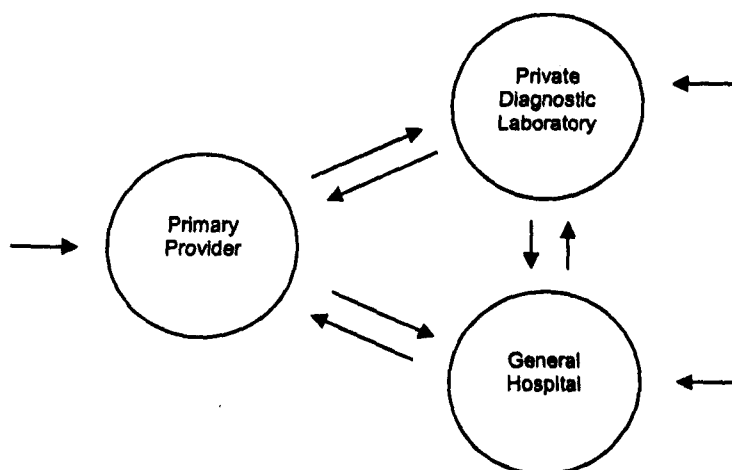 Private
Diagnostic
Laboratory
Primary
Provider
General
Hospital